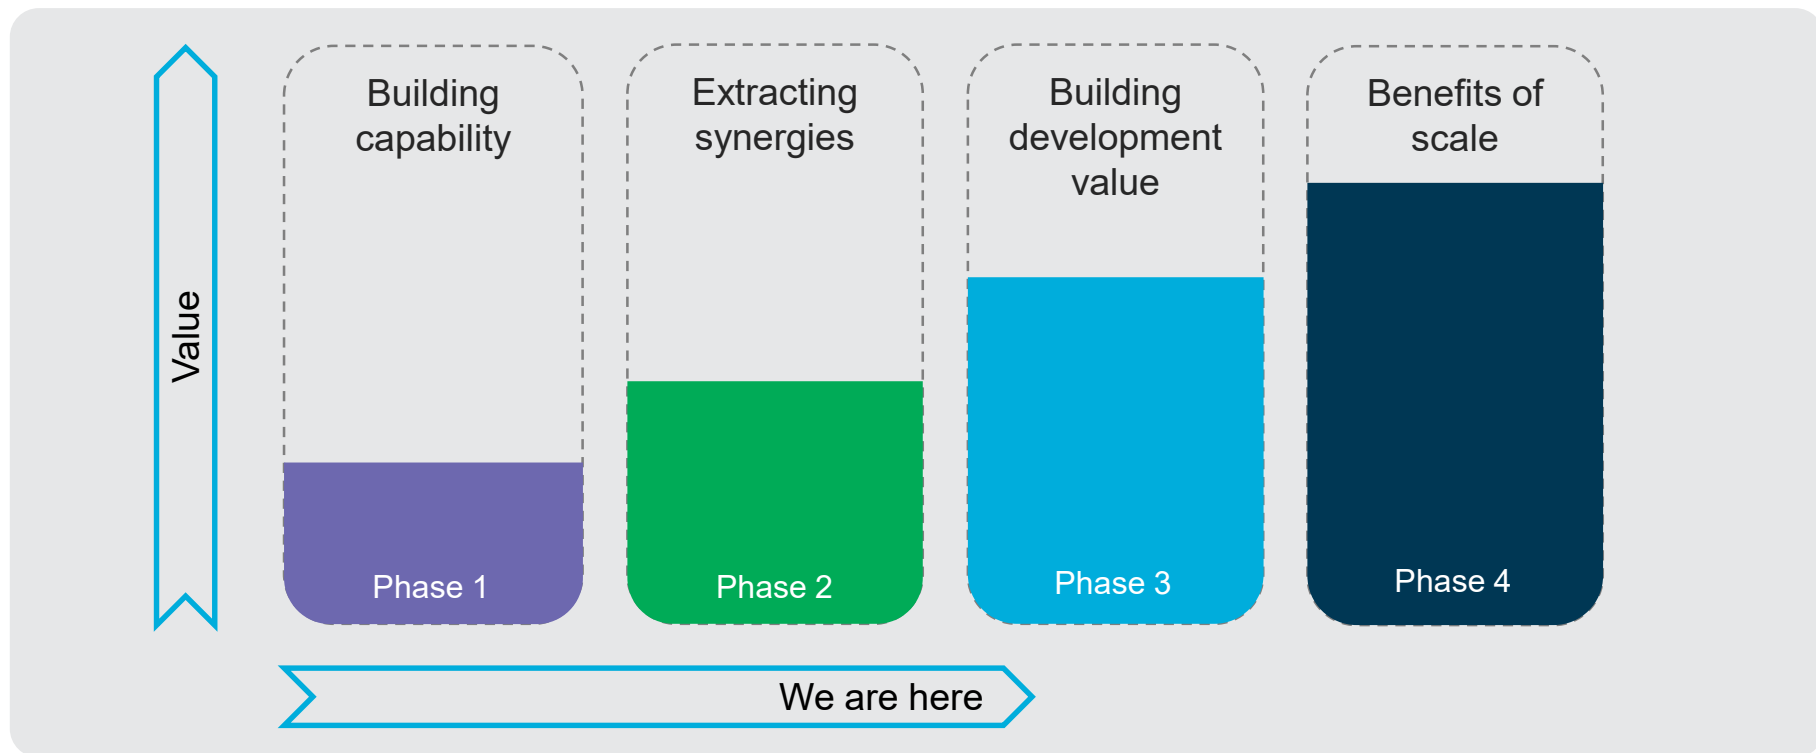 Value
Building
capability
Phase 1
Extracting
synergies
Phase 2
Building
development
value
Phase 3
Benefits of
scale
Phase 4
We are here